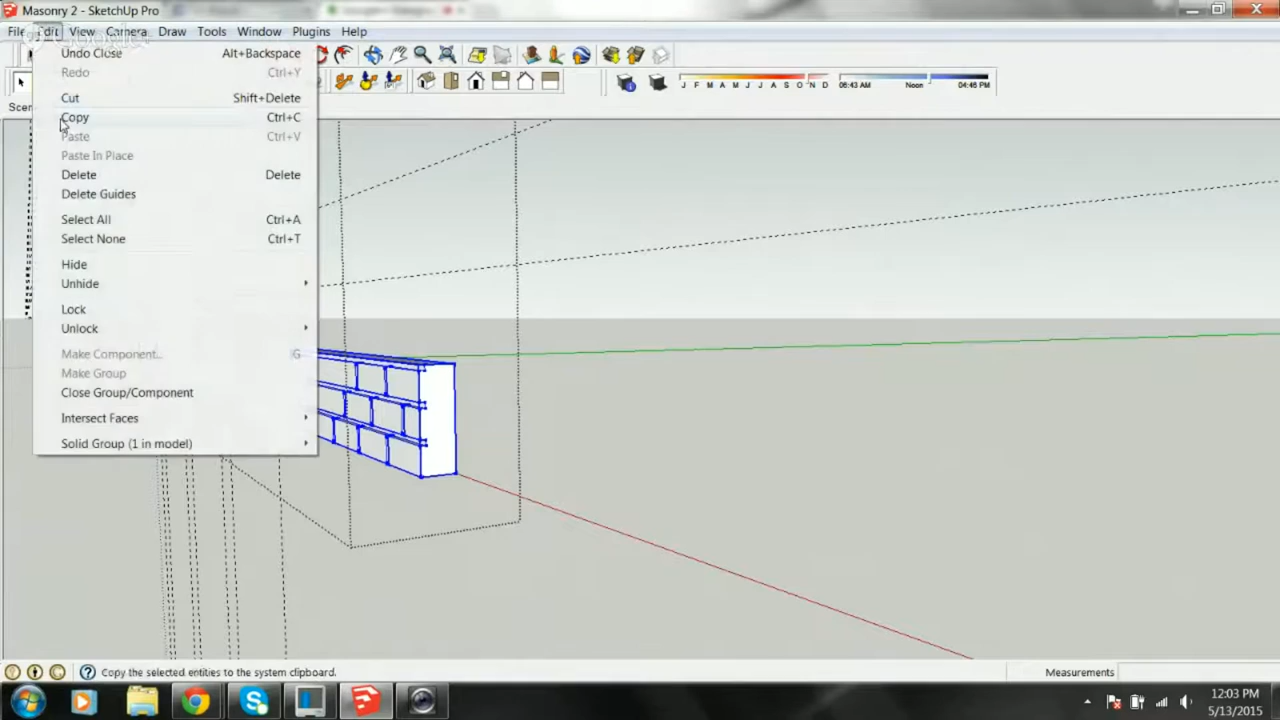 Masonry 2 - SketchUp Pro
File Edit View Camera Draw Tools Window Plugins Help
Undo Close Alt+Backspace
Redo Ctrl+Y
Cut Shift+Delete
Copy Ctrl+C
Paste Ctrl+V
Paste In Place
Delete Delete
Delete Guides
Select All Ctrl+A
Select None Ctrl+T
Hide
Unhide
Lock
Unlock
Make Component... G
Make Group
Close Group/Component
Intersect Faces
Solid Group (1 in model)
J F M A M J J A S O N D
06:43 AM Noon 04:46 PM
Scen
Copy the selected entities to the system clipboard.
Measurements
12:03 PM
5/13/2015